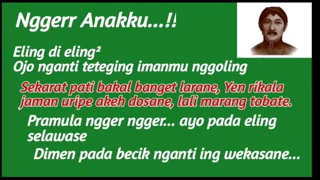 Nggerr Anakku...!!
Eling di eling²
Ojo nganti teteging imanmu nggoling
Sekarat pati bakal banget larane, Yen rikala
jaman uripe akeh dosane, lali marang tobate.
Pramula ngger ngger... ayo pada eling
selawase
Dimen pada becik nganti ing wekasane...